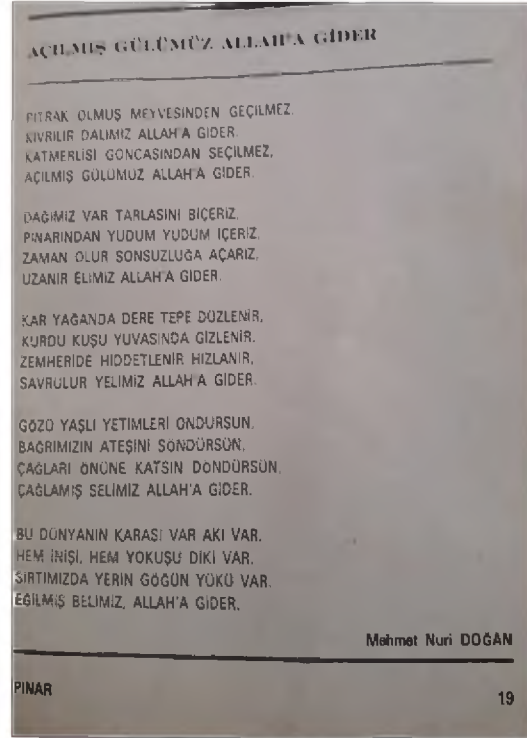 AÇILMIŞ GÜLÜMÜZ ALLAH'A GİDER
PITRAK OLMUŞ MEYVESİNDEN GEÇİLMEZ,
KIVRILIR DALIMIZ ALLAH'A GİDER.
KATMERLİSİ GONCASINDAN SEÇİLMEZ,
AÇILMIŞ GÜLÜMÜZ ALLAH'A GİDER.
DAĞIMIZ VAR TARLASINI BİÇERİZ,
PINARINDAN YUDUM YUDUM İÇERİZ,
ZAMAN OLUR SONSUZLUĞA AÇARIZ,
UZANIR ELİMİZ ALLAH'A GİDER.
KAR YAĞANDA DERE TEPE DÜZLENİR,
KURDU KUŞU YUVASINDA GİZLENİR.
ZEMHERİDE HİDDETLENİR HIZLANIR,
SAVRULUR YELİMİZ ALLAH'A GİDER.
GÖZÜ YAŞLI YETİMLERİ ONDURSUN,
BAĞRIMIZIN ATEŞİNİ SÖNDÜRSÜN,
ÇAĞLARI ÖNÜNE KATSIN DÖNDÜRSÜN,
ÇAĞLAMIŞ SELİMİZ ALLAH'A GİDER.
BU DÜNYANIN KARASI VAR AKI VAR,
HEM İNİŞİ, HEM YOKUŞU DİKİ VAR,
SIRTIMIZDA YERİN GÖĞÜN YÜKÜ VAR.
EĞİLMİŞ BELİMİZ, ALLAH'A GİDER.
Mehmet Nuri DOĞAN
PINAR
19